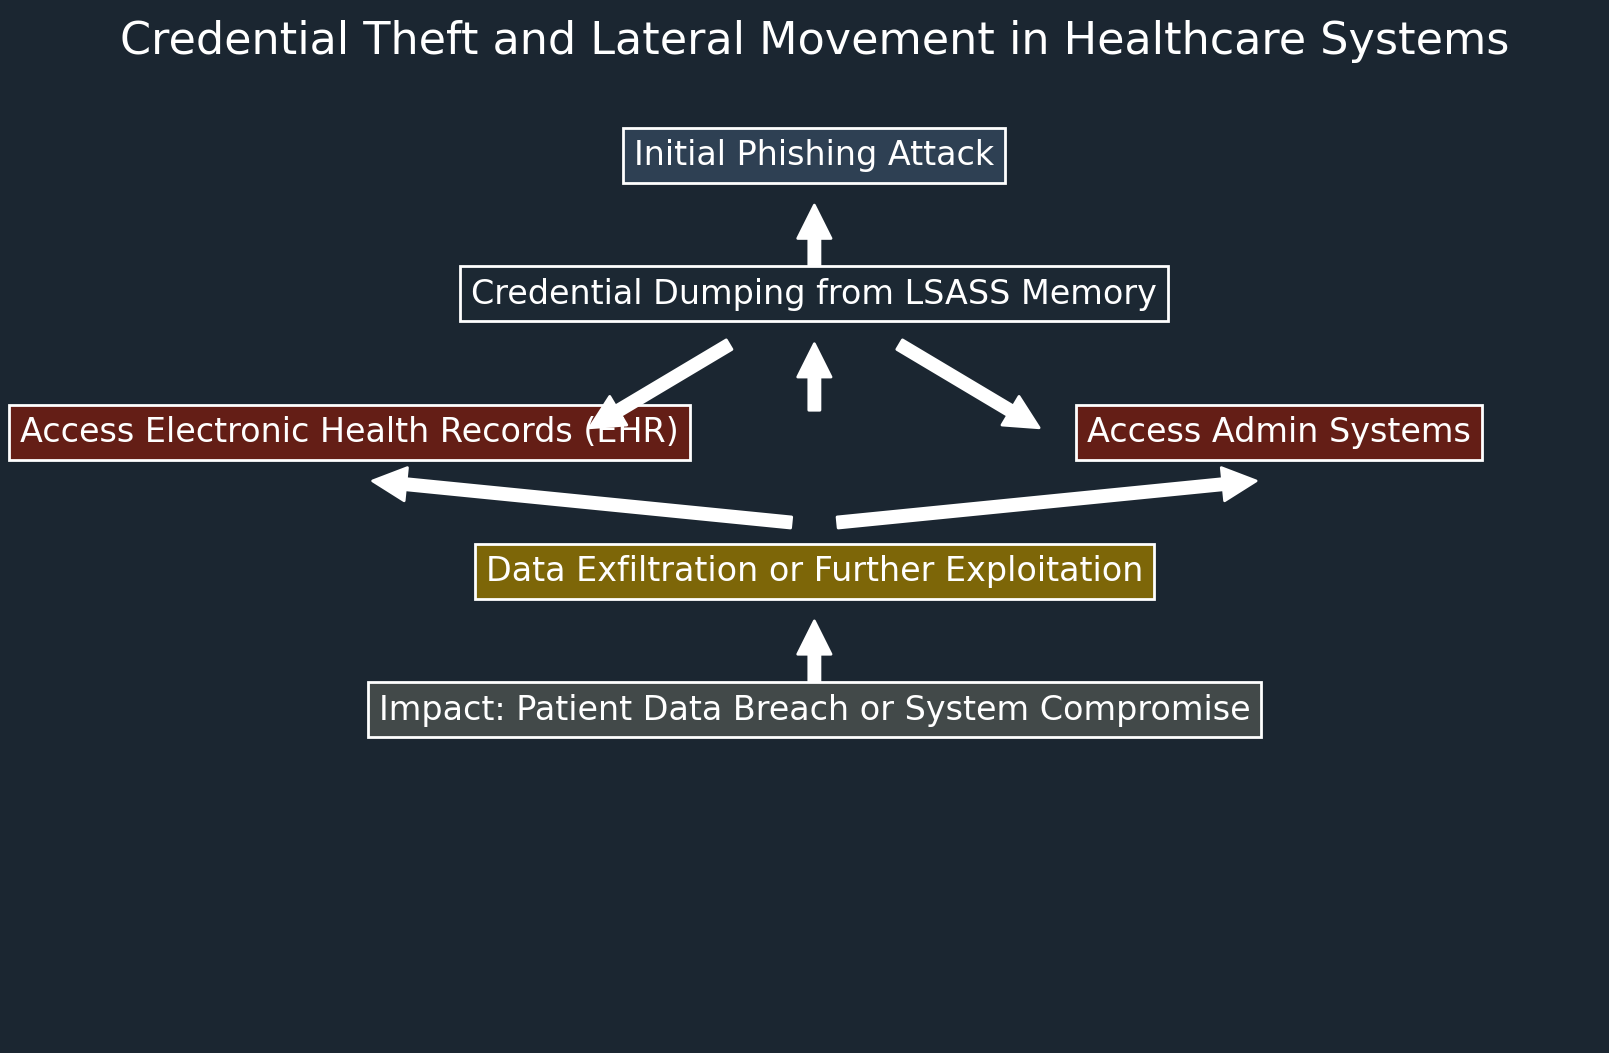 Credential Theft and Lateral Movement in Healthcare Systems
Initial Phishing Attack
Credential Dumping from LSASS Memory
Access Electronic Health Records (EHR)
Access Admin Systems
Data Exfiltration or Further Exploitation
Impact: Patient Data Breach or System Compromise